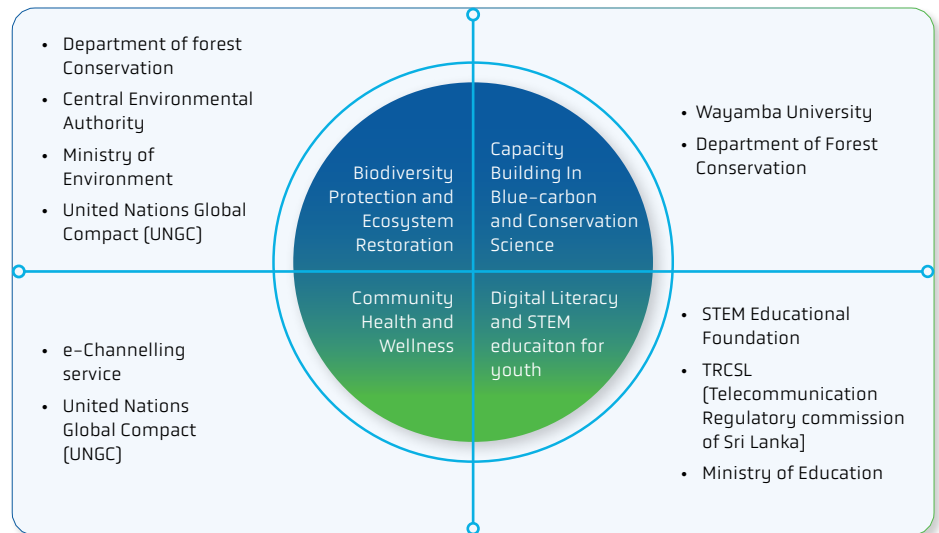 • Department of forest
Conservation
• Central Environmental
Authority
• Ministry of
Environment
• United Nations Global
Compact (UNGC)
Biodiversity
Protection and
Ecosystem
Restoration
Capacity
Building In
Blue-carbon
and Conservation
Science
• Wayamba University
• Department of Forest
Conservation
• e-Channelling
service
• United Nations
Global Compact
(UNGC)
Community
Health and
Wellness
Digital Literacy
and STEM
educaiton for
youth
• STEM Educational
Foundation
• TRCSL
(Telecommunication
Regulatory commission
of Sri Lanka]
• Ministry of Education